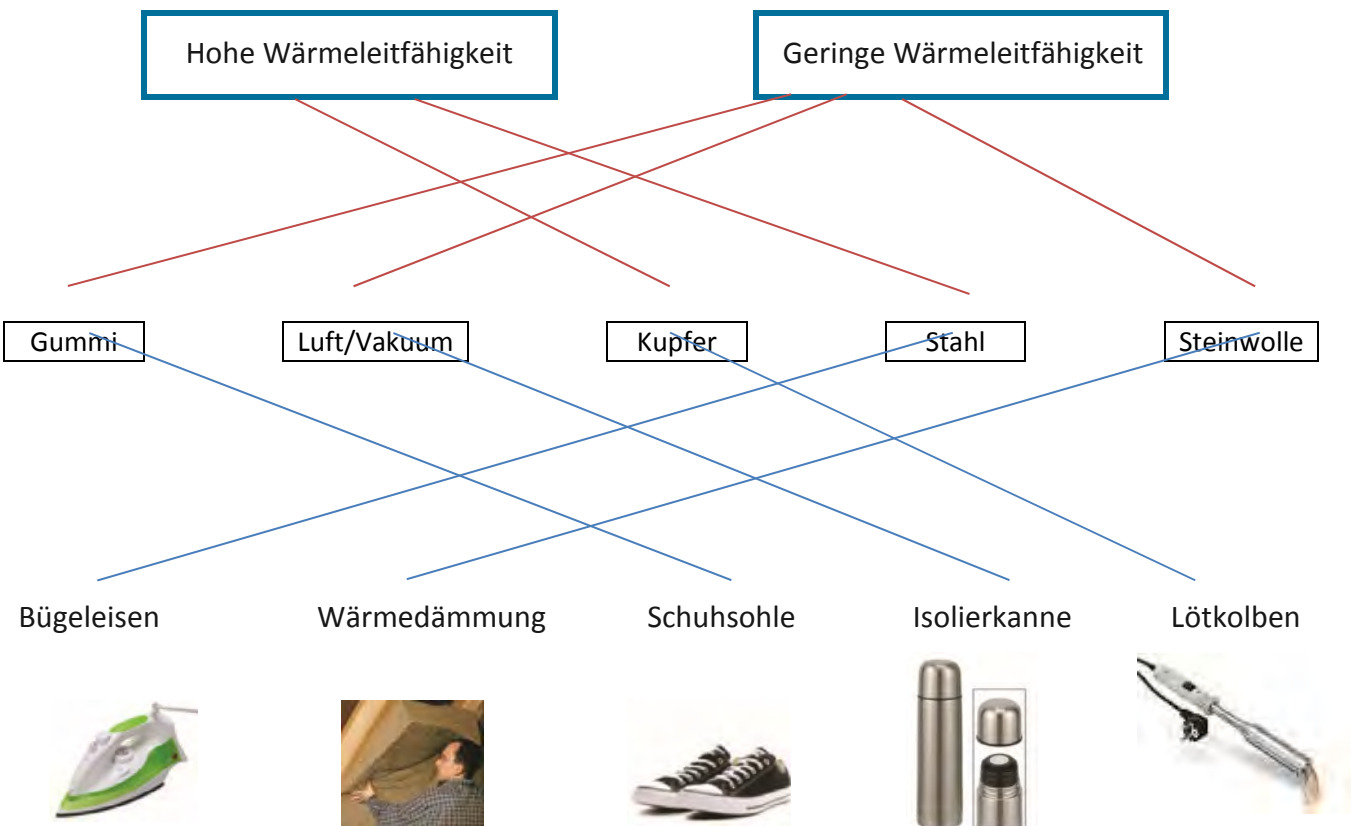 Hohe Wärmeleitfähigkeit
Geringe Wärmeleitfähigkeit
Gummi
Luft/Vakuum
Kupfer
Stahl
Steinwolle
Bügeleisen
Wärmedämmung
Schuhsohle
Isolierkanne
Lötkolben